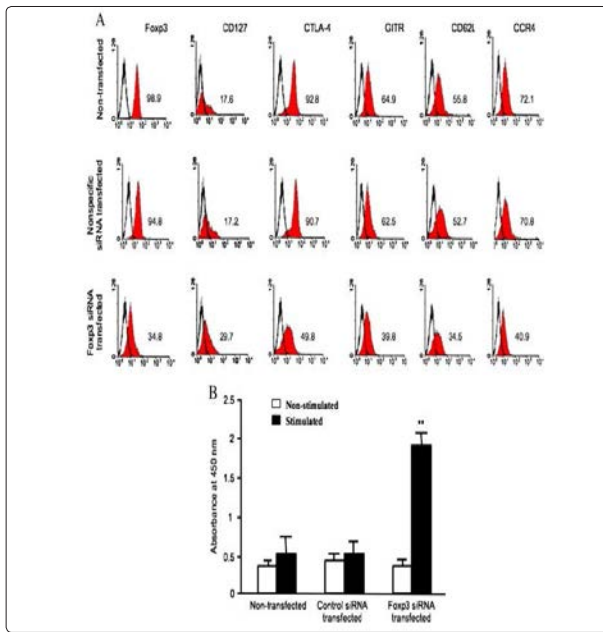 A
Foxp3 CD127 CTLA-4 GITR CD62L CCR4
Non-transfected
98.9 17.6 92.8 64.9 55.8 72.1
Nonspecific
siRNA transfected
94.8 17.2 90.7 62.5 52.7 70.8
Foxp3 siRNA
transfected
34.8 29.7 49.8 39.8 34.5 40.9
B
Non-stimulated
Stimulated
Absorbance at 450 nm
2.5
2
1.5
1
0.5
0
**
Non-transfected Control siRNA Foxp3 siRNA
transfected transfected